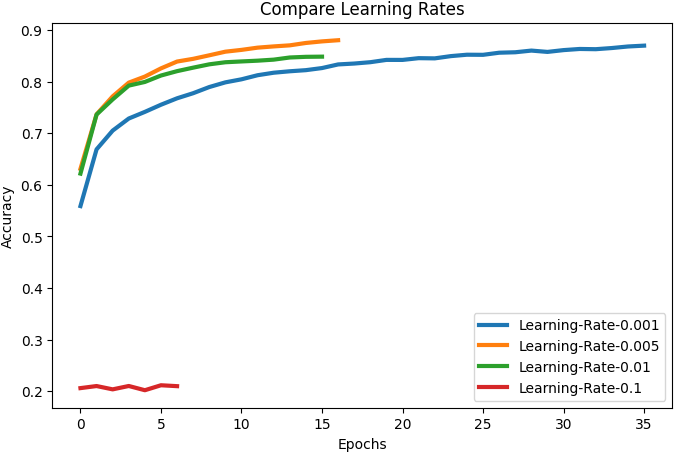 Compare Learning Rates
Accuracy
0.9
0.8
0.7
0.6
0.5
0.4
0.3
0.2
0 5 10 15 20 25 30 35
Epochs
Learning-Rate-0.001
Learning-Rate-0.005
Learning-Rate-0.01
Learning-Rate-0.1